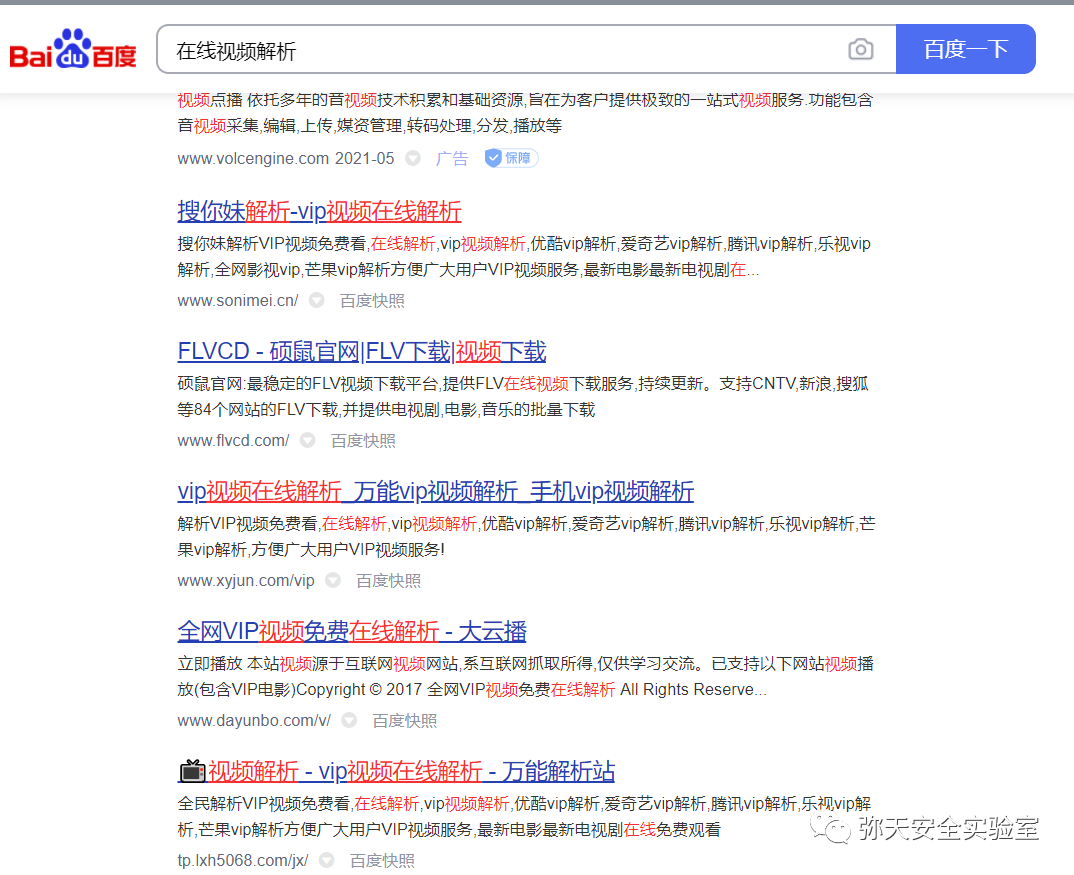 Bai du 百度
在线视频解析
百度一下
视频点播 依托多年的音视频技术积累和基础资源,旨在为客户提供极致的一站式视频服务.功能包含
音视频采集,编辑,上传,媒资管理,转码处理,分发,播放等
www.volcengine.com 2021-05 广告 保障
搜你妹解析-vip视频在线解析
搜你妹解析VIP视频免费看,在线解析,vip视频解析,优酷vip解析,爱奇艺vip解析,腾讯vip解析,乐视vip
解析,全网影视vip,芒果vip解析方便广大用户VIP视频服务,最新电影最新电视剧在...
www.sonimei.cn/ 百度快照
FLVCD - 硕鼠官网|FLV下载|视频下载
硕鼠官网:最稳定的FLV视频下载平台,提供FLV在线视频下载服务,持续更新。支持CNTV,新浪,搜狐
等84个网站的FLV下载,并提供电视剧,电影,音乐的批量下载
www.flvcd.com/ 百度快照
vip视频在线解析_万能vip视频解析_手机vip视频解析
解析VIP视频免费看,在线解析,vip视频解析,优酷vip解析,爱奇艺vip解析,腾讯vip解析,乐视vip解析,芒
果vip解析,方便广大用户VIP视频服务!
www.xyjun.com/vip 百度快照
全网VIP视频免费在线解析 - 大云播
立即播放 本站视频源于互联网视频网站,系互联网抓取所得,仅供学习交流。已支持以下网站视频播
放(包含VIP电影)Copyright © 2017 全网VIP视频免费在线解析 All Rights Reserve...
www.dayunbo.com/v/ 百度快照
视频解析 - vip视频在线解析 - 万能解析站
全民解析VIP视频免费看,在线解析,vip视频解析,优酷vip解析,爱奇艺vip解析,腾讯vip解析,乐视vip解
析,芒果vip解析方便广大用户VIP视频服务,最新电影最新电视剧在线免费观看
tp.lxh5068.com/jx/ 百度快照
弥天安全实验室